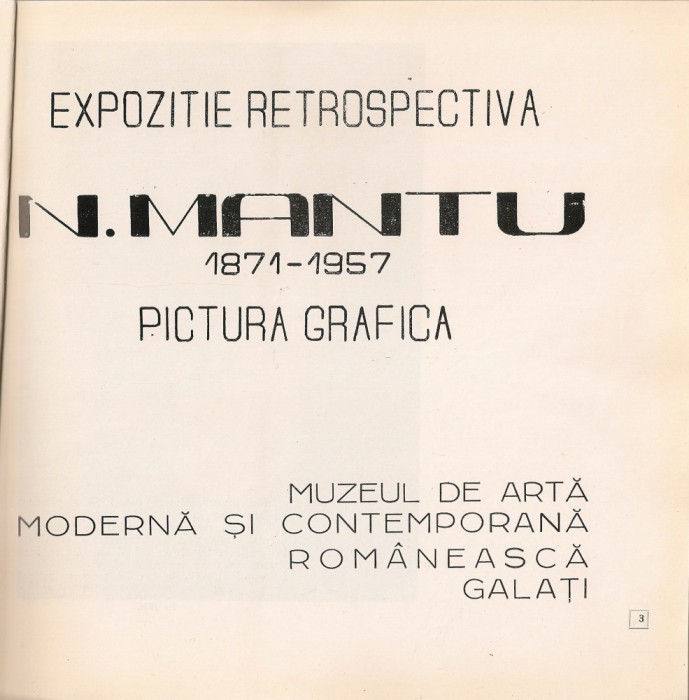 EXPOZITIE RETROSPECTIVA
N. MANTU
1871-1957
PICTURA GRAFICA
MUZEUL DE ARTĂ
MODERNĂ ȘI CONTEMPORANĂ
ROMÂNEASCĂ
GALAȚI
3